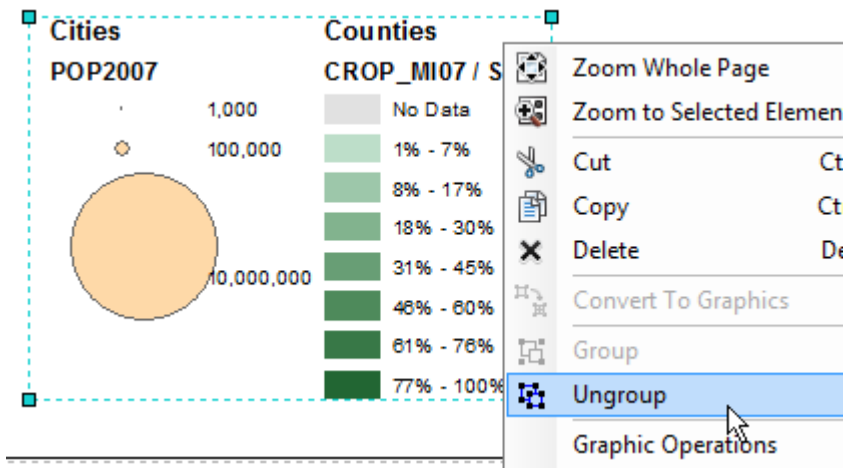 Cities
POP2007
1,000
100,000
10,000,000
Counties
CROP_MI07 / S
No Data
1% - 7%
8% - 17%
18% - 30%
31% - 45%
46% - 60%
61% - 76%
77% - 100%
Zoom Whole Page
Zoom to Selected Elemen
Cut Ct
Copy Ct
Delete De
Convert To Graphics
Group
Ungroup
Graphic Operations